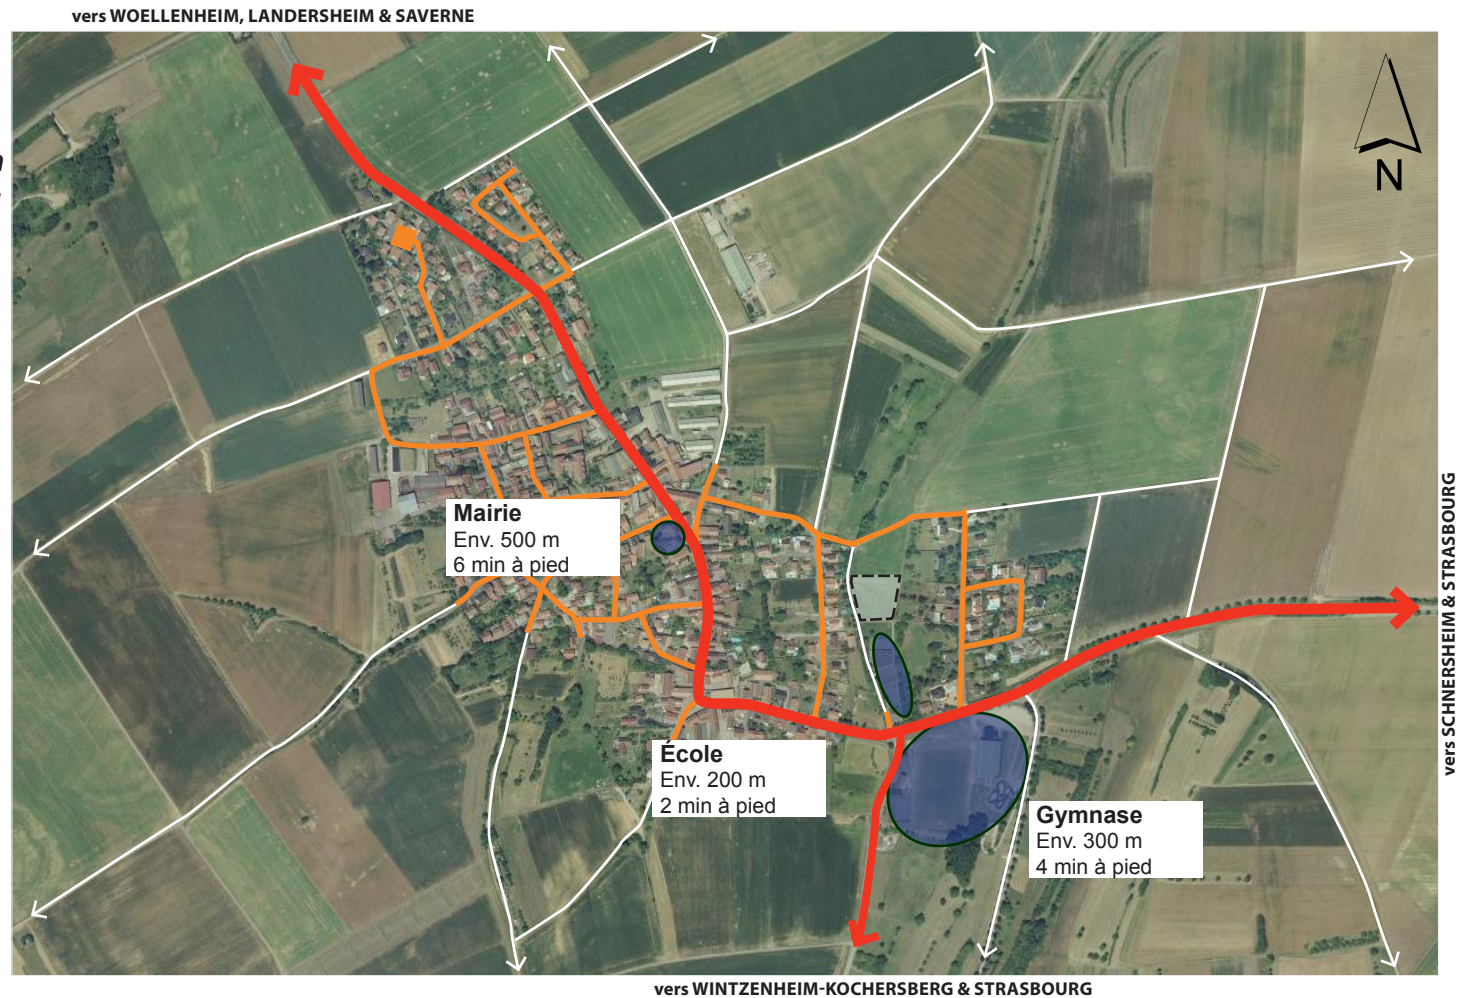 vers WOELLENHEIM, LANDERSHEIM & SAVERNE
N
Mairie
Env. 500 m
6 min à pied
École
Env. 200 m
2 min à pied
Gymnase
Env. 300 m
4 min à pied
vers SCHNERSHEIM & STRASBOURG
vers WINTZENHEIM-KOCHERSBERG & STRASBOURG